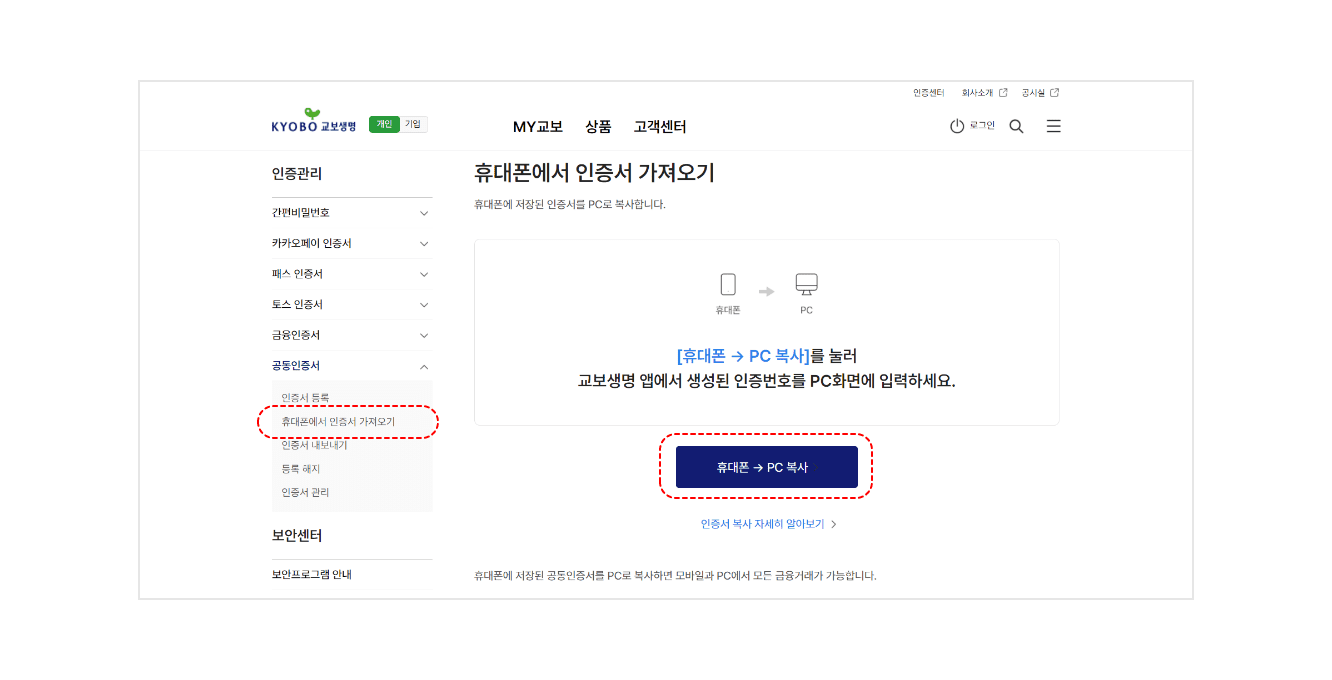 인증센터 회사소개 공시실
KYOBO 교보생명 개인 기업 MY교보 상품 고객센터 로그인
인증관리
간편비밀번호
카카오페이 인증서
패스 인증서
토스 인증서
금융인증서
공동인증서
인증서 등록
휴대폰에서 인증서 가져오기
인증서 내보내기
등록 해지
인증서 관리
보안센터
보안프로그램 안내
휴대폰에서 인증서 가져오기
휴대폰에 저장된 인증서를 PC로 복사합니다.
휴대폰 PC
[휴대폰 → PC 복사]를 눌러
교보생명 앱에서 생성된 인증번호를 PC화면에 입력하세요.
휴대폰 → PC 복사
인증서 복사 자세히 알아보기
휴대폰에 저장된 공동인증서를 PC로 복사하면 모바일과 PC에서 모든 금융거래가 가능합니다.